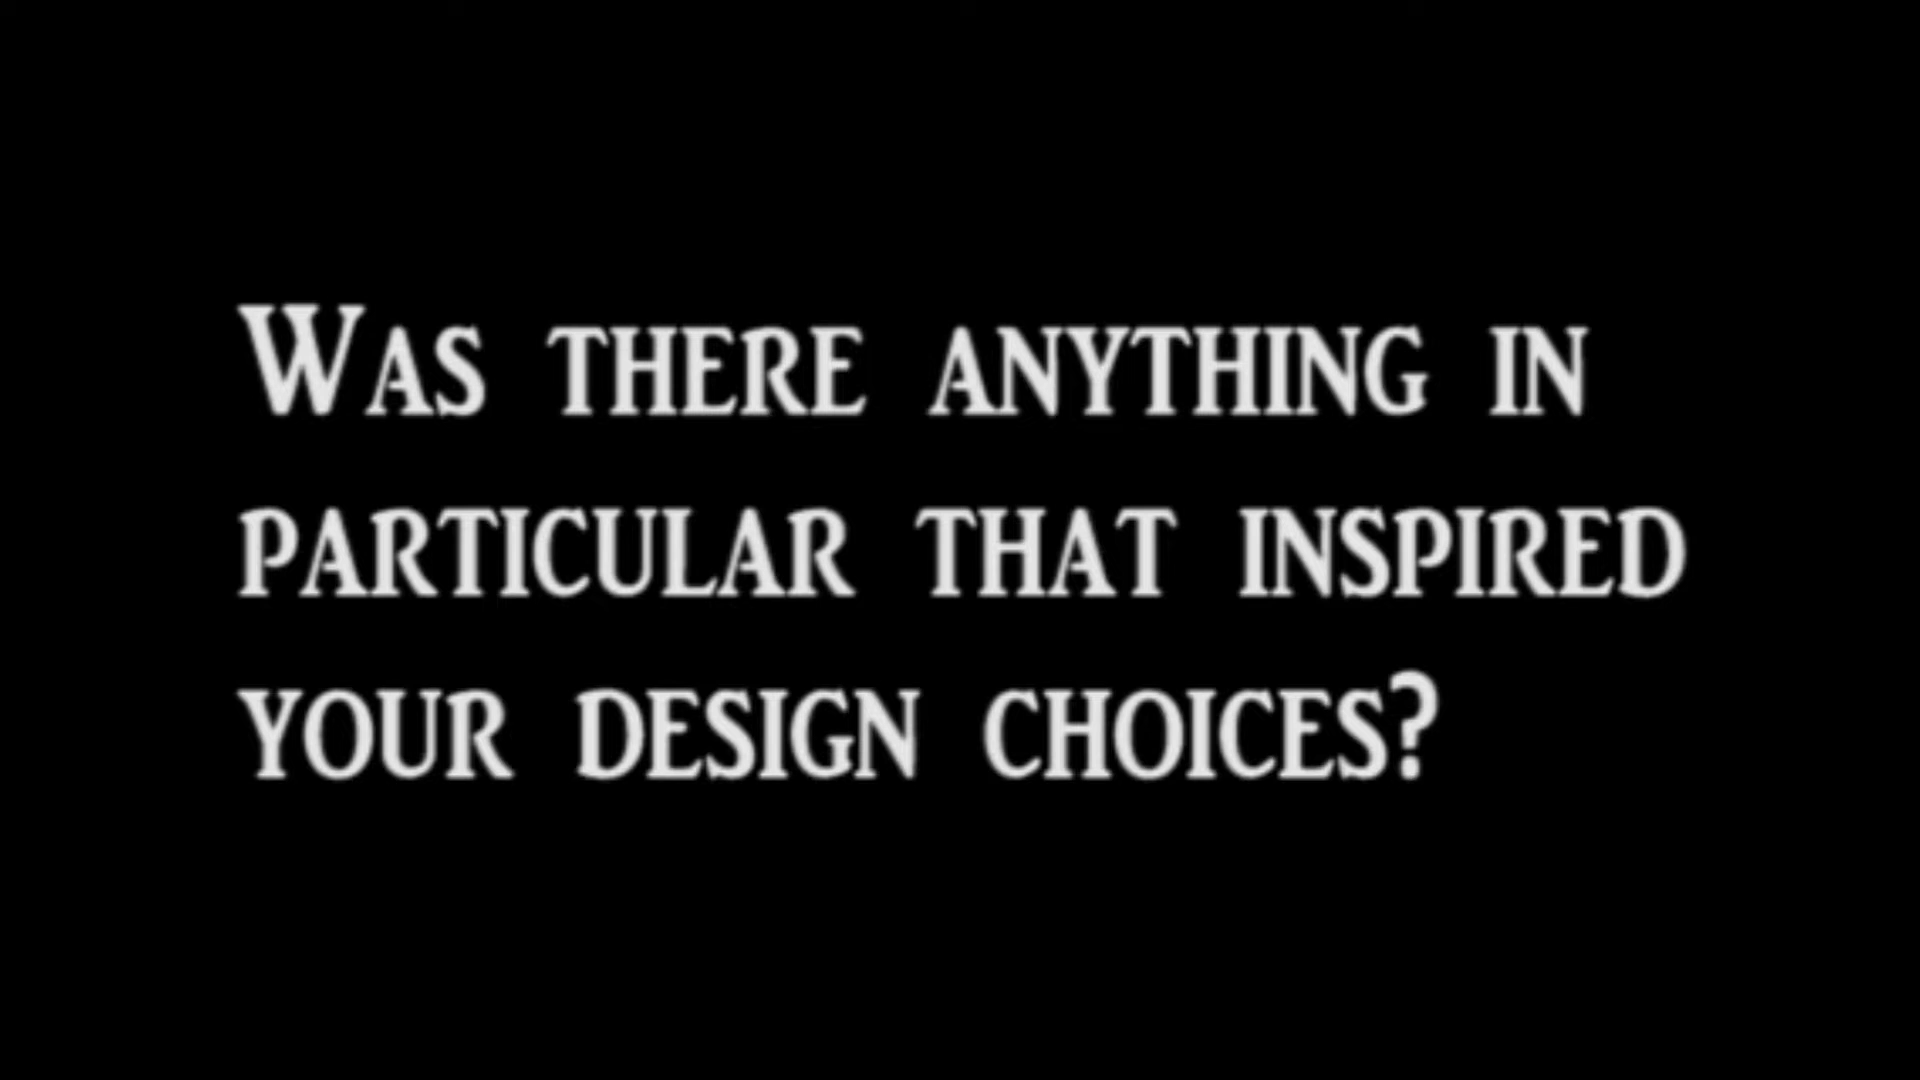 Was there anything in
particular that inspired
your design choices?